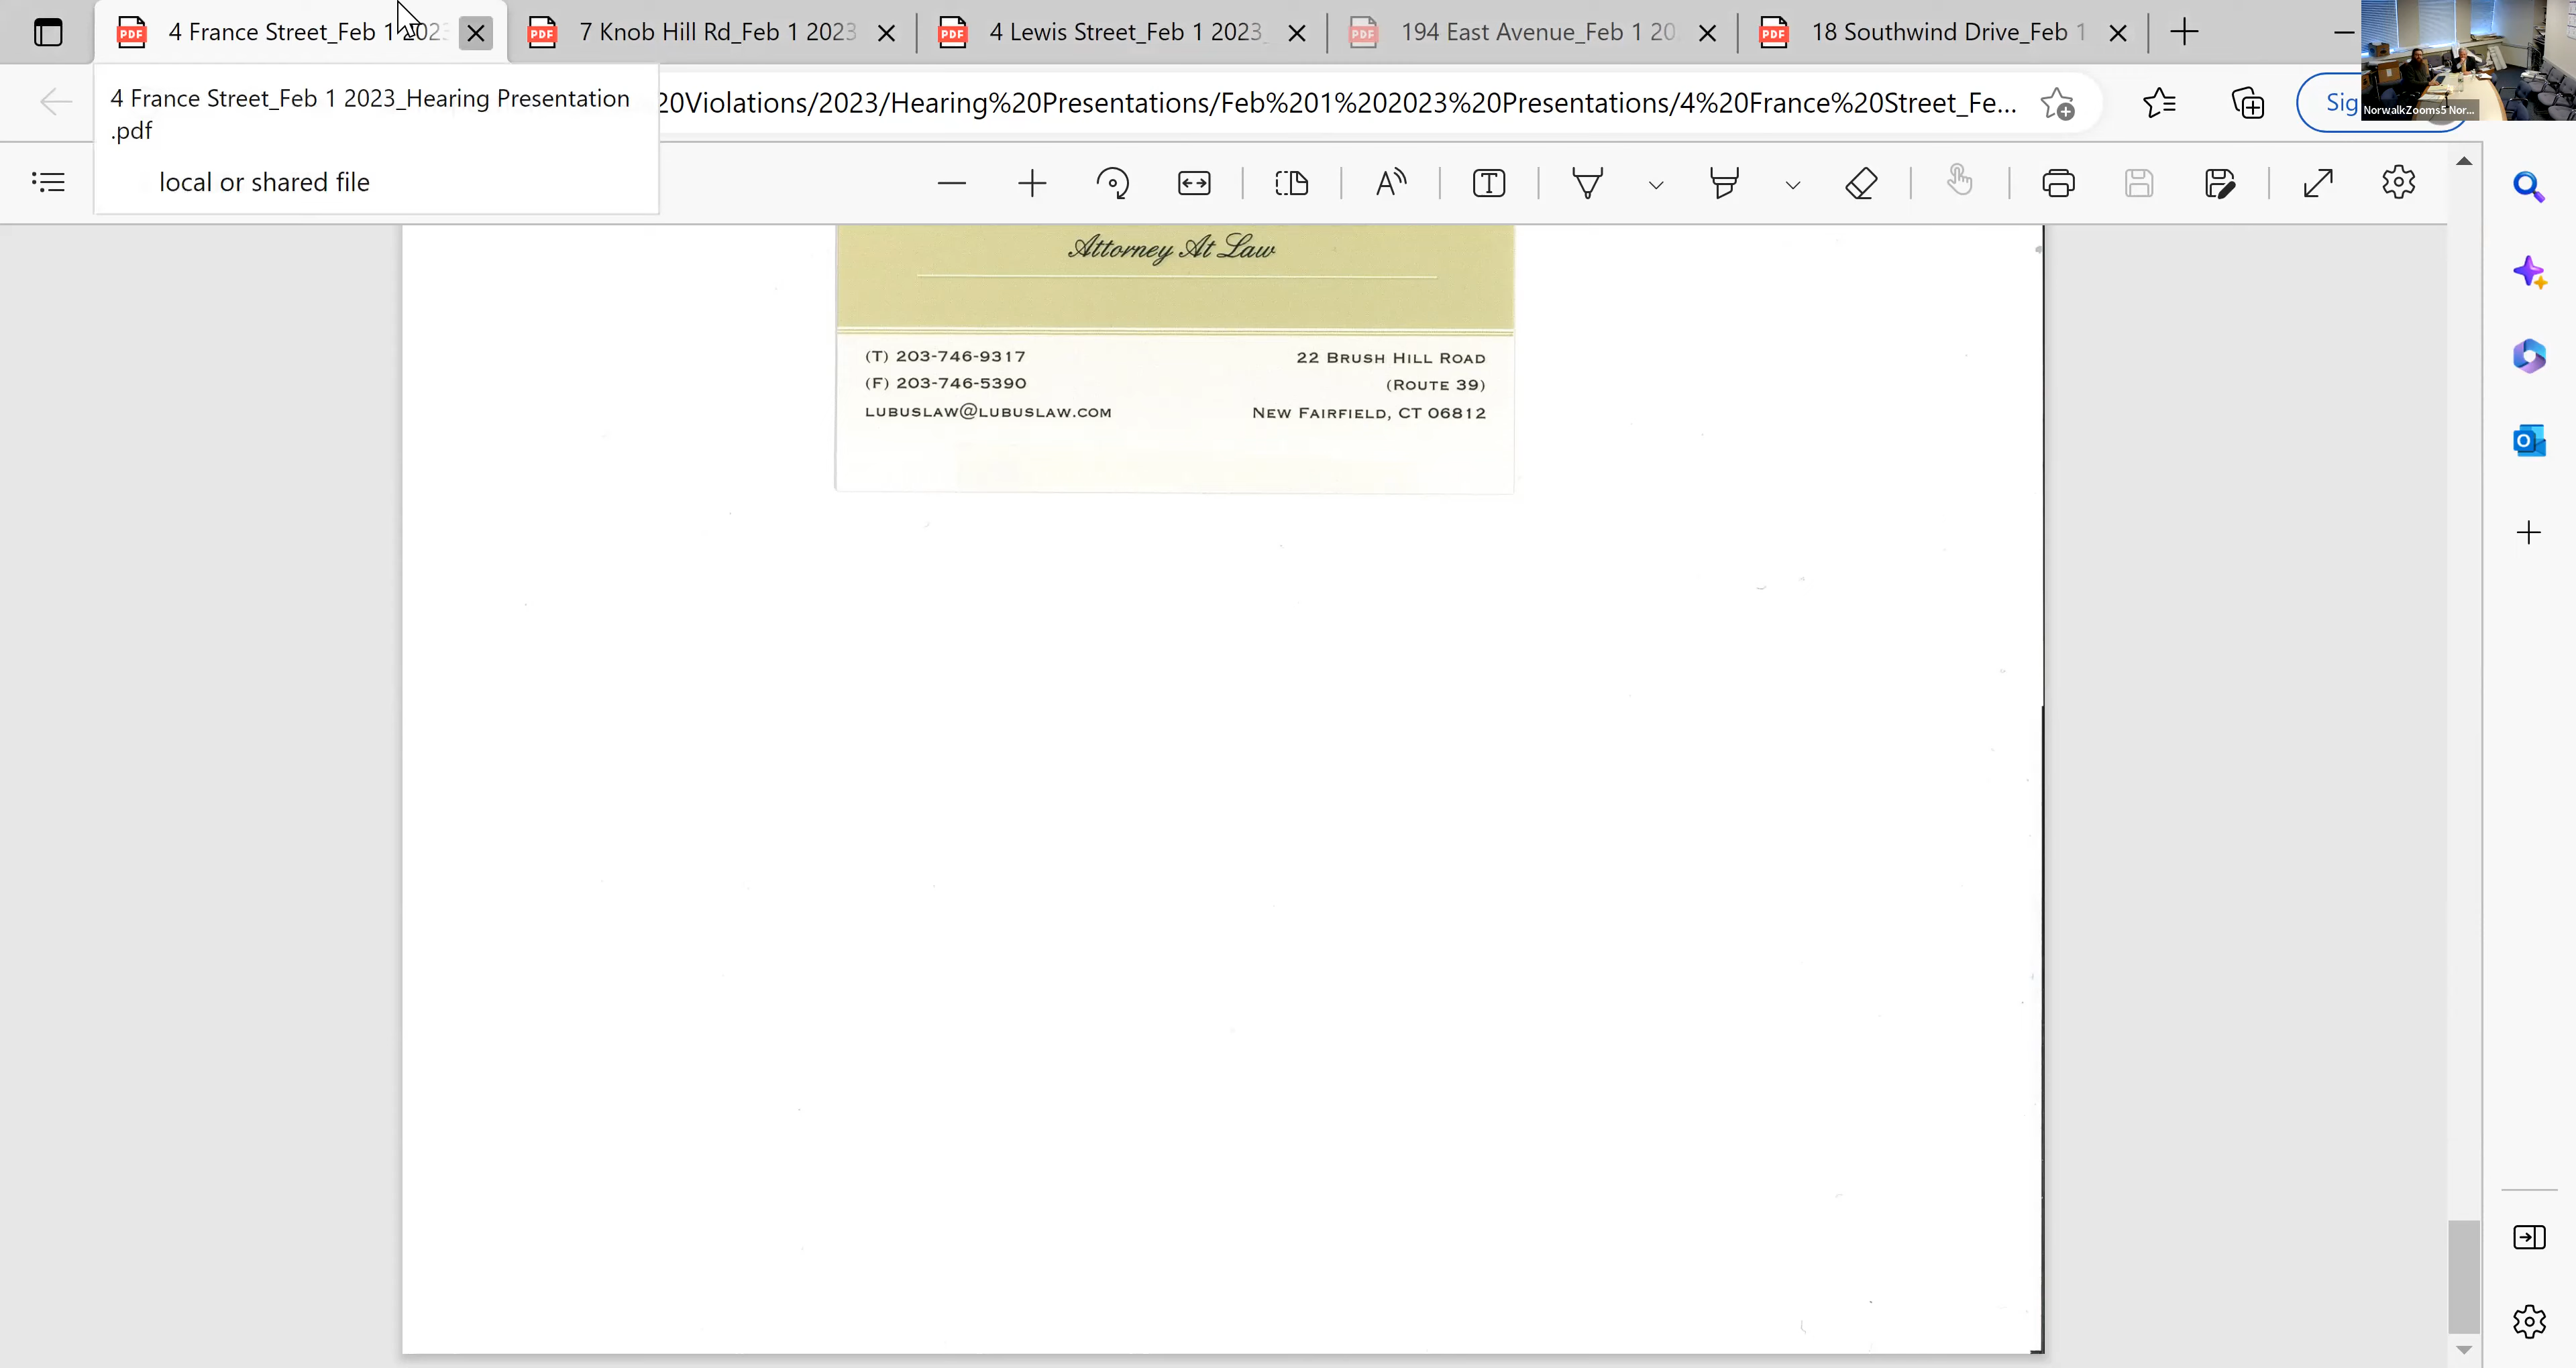 4 France Street_Feb 1 2023
7 Knob Hill Rd_Feb 1 2023
4 Lewis Street_Feb 1 2023_
194 East Avenue_Feb 1 20
18 Southwind Drive_Feb 1
4 France Street_Feb 1 2023_Hearing Presentation
.pdf
local or shared file
20Violations/2023/Hearing%20Presentations/Feb%201%202023%20Presentations/4%20France%20Street_Fe...
Sig
NorwalkZooms5 Nor...
Attorney At Law
(T) 203-746-9317
(F) 203-746-5390
LUBUSLAW@LUBUSLAW.COM
22 BRUSH HILL ROAD
(ROUTE 39)
NEW FAIRFIELD, CT 06812